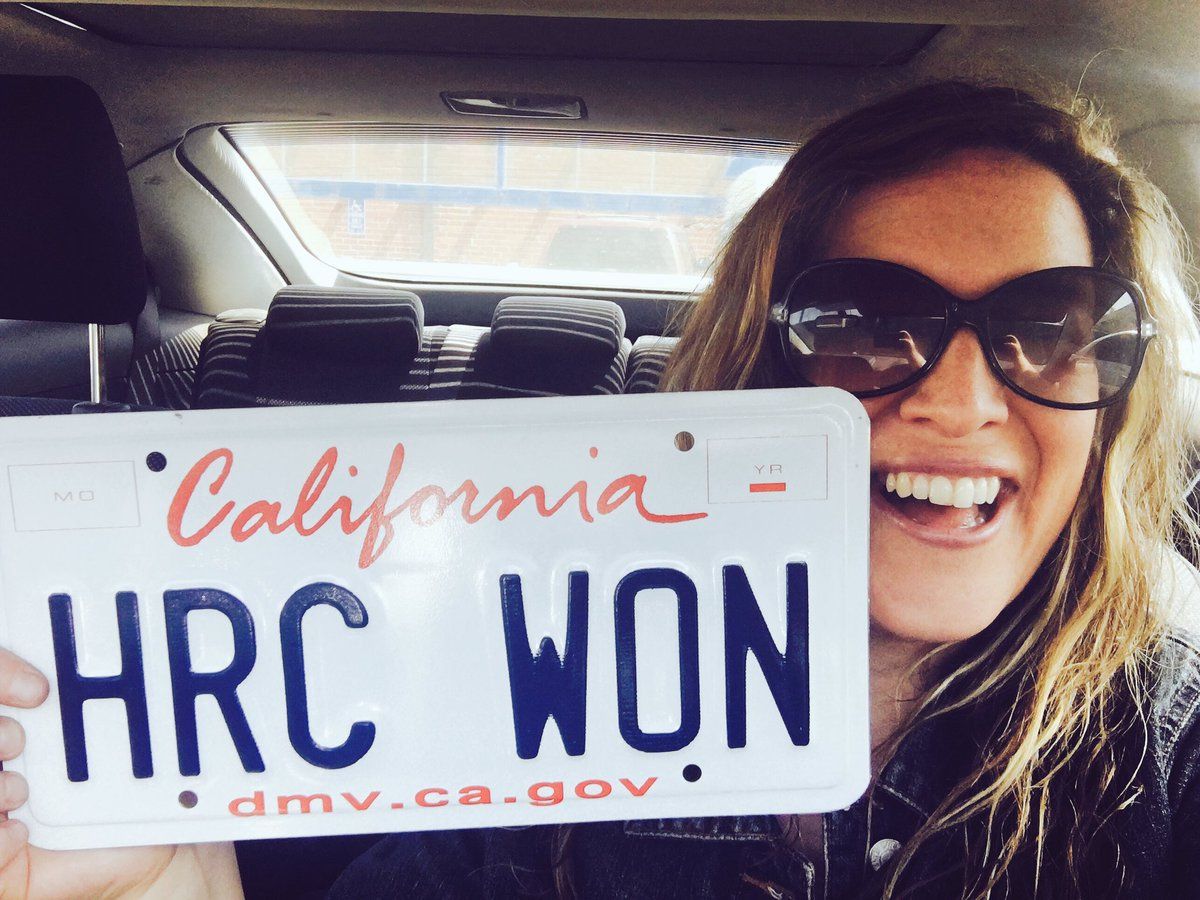 California
MO
YR
HRC WON
dmv.ca.gov